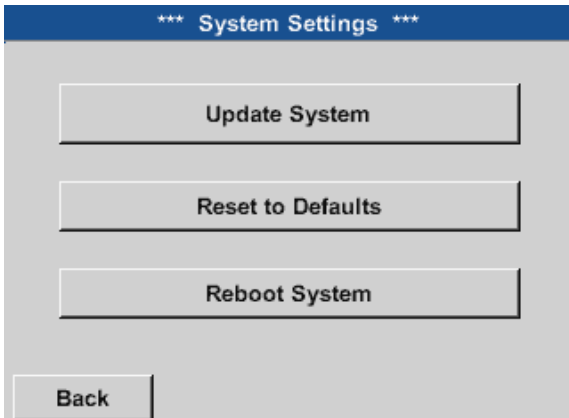 *** System Settings ***
Update System
Reset to Defaults
Reboot System
Back